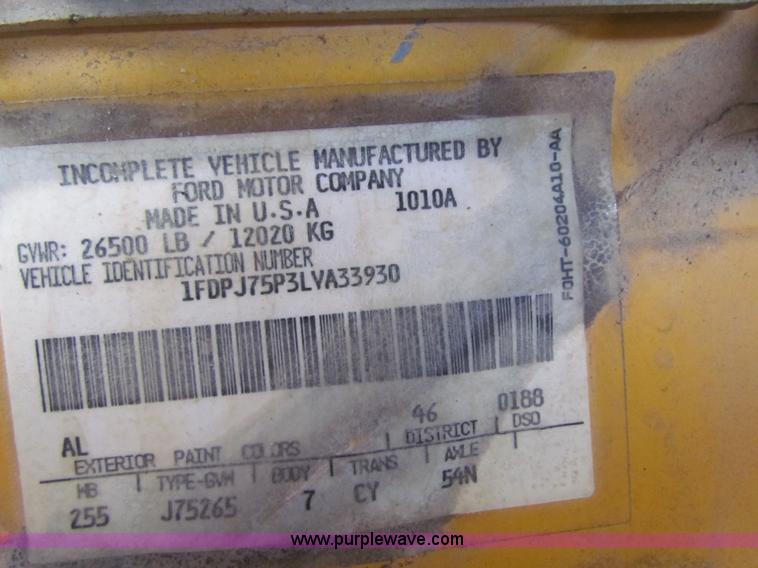 INCOMPLETE VEHICLE MANUFACTURED BY
FORD MOTOR COMPANY
MADE IN U.S.A 1010A
GVWR: 26500 LB / 12020 KG
VEHICLE IDENTIFICATION NUMBER
1FDPJ75P3LVA33930
F0HT-60204A10-AA
AL 46 0188
EXTERIOR PAINT COLORS DISTRICT DSO
WB TYPE-GVW BODY TRANS AXLE
255 J75265 7 CY 54N
www.purplewave.com